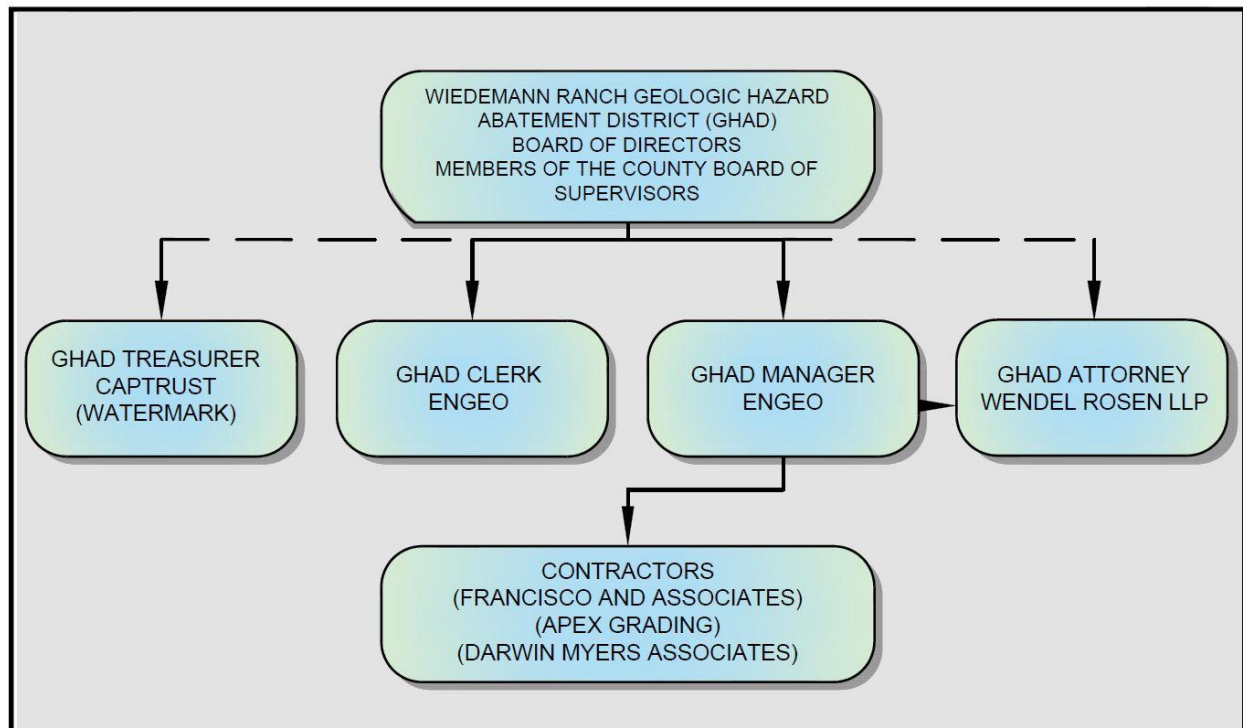 WIEDEMANN RANCH GEOLOGIC HAZARD
ABATEMENT DISTRICT (GHAD)
BOARD OF DIRECTORS
MEMBERS OF THE COUNTY BOARD OF
SUPERVISORS
GHAD TREASURER
CAPTRUST
(WATERMARK)
GHAD CLERK
ENGEO
GHAD MANAGER
ENGEO
GHAD ATTORNEY
WENDEL ROSEN LLP
CONTRACTORS
(FRANCISCO AND ASSOCIATES)
(APEX GRADING)
(DARWIN MYERS ASSOCIATES)